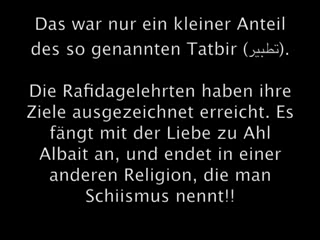 Das war nur ein kleiner Anteil
des so genannten Tatbir (تطبير).
Die Rafidagelehrten haben ihre
Ziele ausgezeichnet erreicht. Es
fängt mit der Liebe zu Ahl
Albait an, und endet in einer
anderen Religion, die man
Schiismus nennt!!